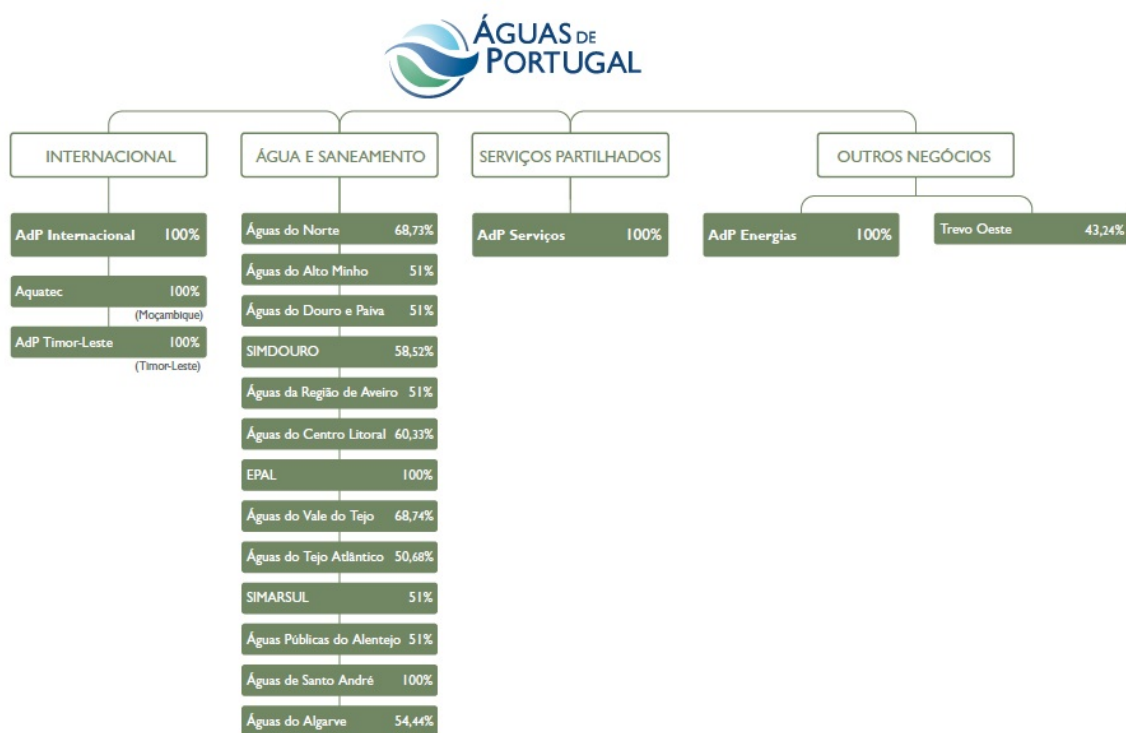 ÁGUAS DE
PORTUGAL
INTERNACIONAL
AdP Internacional 100%
Aquatec 100%
(Moçambique)
AdP Timor-Leste 100%
(Timor-Leste)
ÁGUA E SANEAMENTO
Águas do Norte 68,73%
Águas do Alto Minho 51%
Águas do Douro e Paiva 51%
SIMDOURO 58,52%
Águas da Região de Aveiro 51%
Águas do Centro Litoral 60,33%
EPAL 100%
Águas do Vale do Tejo 68,74%
Águas do Tejo Atlântico 50,68%
SIMARSUL 51%
Águas Públicas do Alentejo 51%
Águas de Santo André 100%
Águas do Algarve 54,44%
SERVIÇOS PARTILHADOS
AdP Serviços 100%
OUTROS NEGÓCIOS
AdP Energias 100%
Trevo Oeste 43,24%